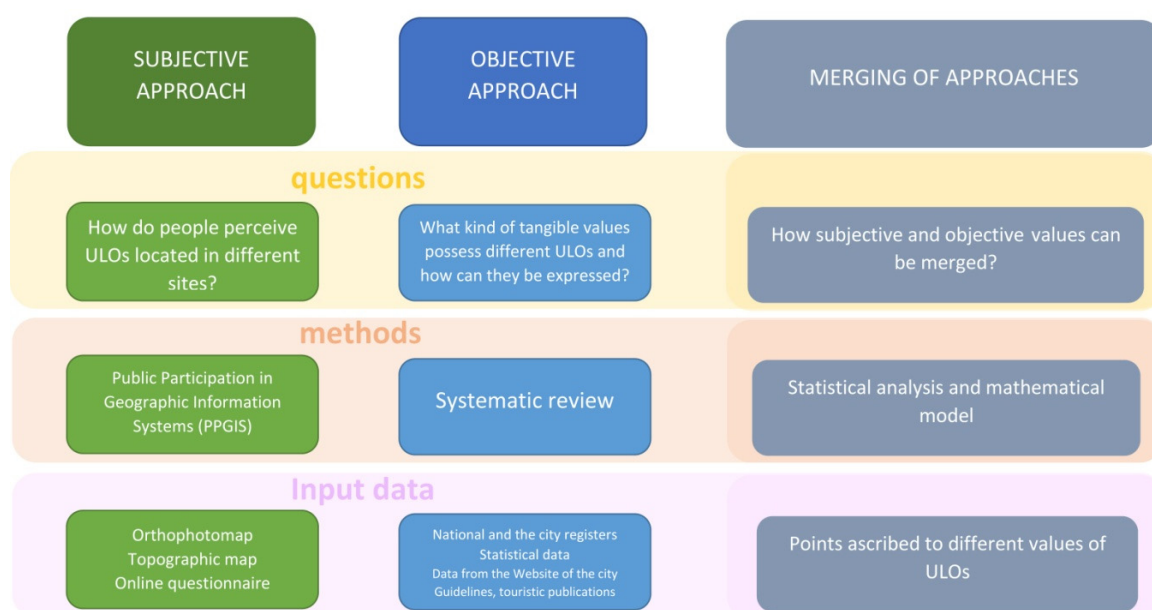 SUBJECTIVE
APPROACH
OBJECTIVE
APPROACH
MERGING OF APPROACHES
questions
How do people perceive
ULOs located in different
sites?
What kind of tangible values
possess different ULOs and
how can they be expressed?
How subjective and objective values can
be merged?
methods
Public Participation in
Geographic Information
Systems (PPGIS)
Systematic review
Statistical analysis and mathematical
model
Input data
Orthophotomap
Topographic map
Online questionnaire
National and the city registers
Statistical data
Data from the Website of the city
Guidelines, touristic publications
Points ascribed to different values of
ULOs